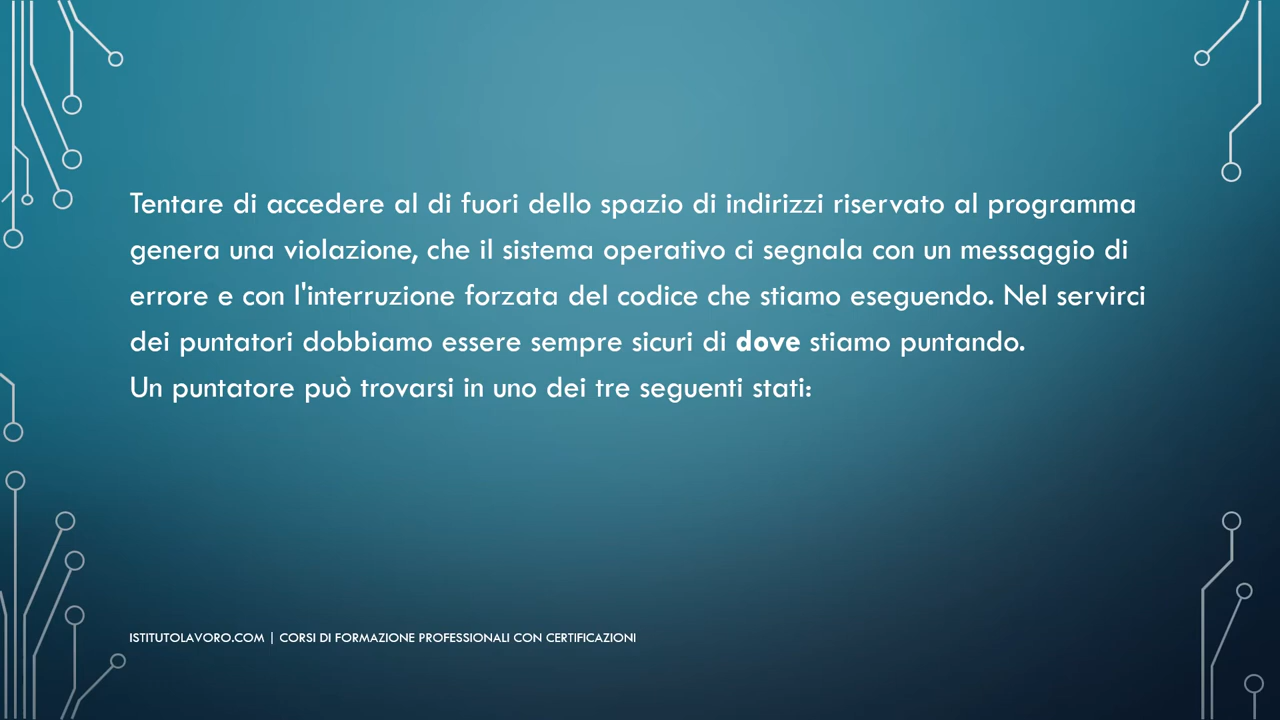 Tentare di accedere al di fuori dello spazio di indirizzi riservato al programma
genera una violazione, che il sistema operativo ci segnala con un messaggio di
errore e con l'interruzione forzata del codice che stiamo eseguendo. Nel servirci
dei puntatori dobbiamo essere sempre sicuri di dove stiamo puntando.
Un puntatore può trovarsi in uno dei tre seguenti stati:
ISTITUTOLAVORO.COM | CORSI DI FORMAZIONE PROFESSIONALI CON CERTIFICAZIONI